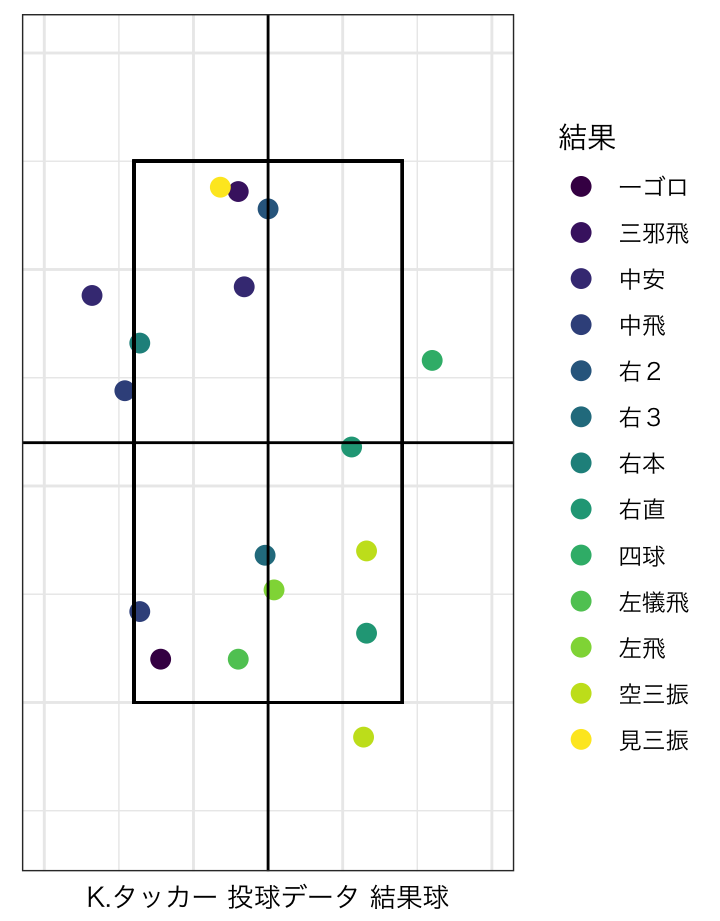 結果
一ゴロ
三邪飛
中安
中飛
右２
右３
右本
右直
四球
左犠飛
左飛
空三振
見三振
K.タッカー 投球データ 結果球